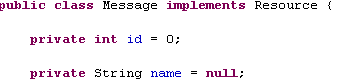 public class Message implements Resource {
private int id = 0;
private String name = null;